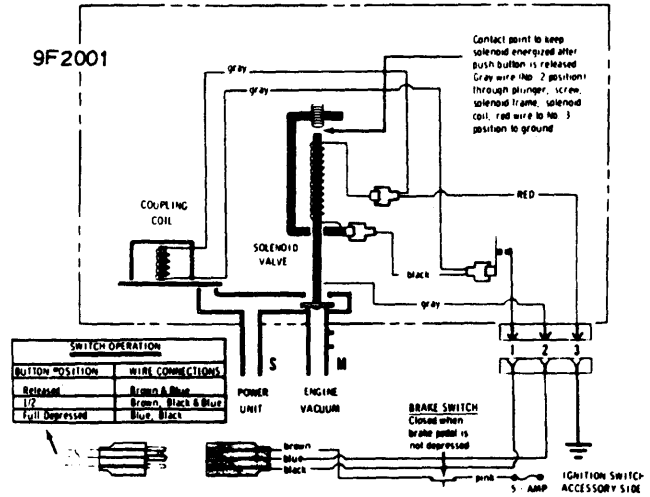 9F2001
gray
gray
Contact point to keep
solenoid energized after
push button is released
Gray wire (No. 2 position)
through plunger, screw,
solenoid frame, solenoid
coil, red wire to No. 3
position to ground
COUPLING
COIL
SOLENOID
VALVE
RED
black
gray
S
M
POWER
UNIT
ENGINE
VACUUM
1 2 3
SWITCH OPERATION
BUTTON POSITION WIRE CONNECTIONS
Released Brown & Blue
1/2 Brown, Black & Blue
Full Depressed Blue, Black
BRAKE SWITCH
Closed when
brake pedal is
not depressed
brown
blue
black
pink
5 - AMP
IGNITION SWITCH
ACCESSORY SIDE